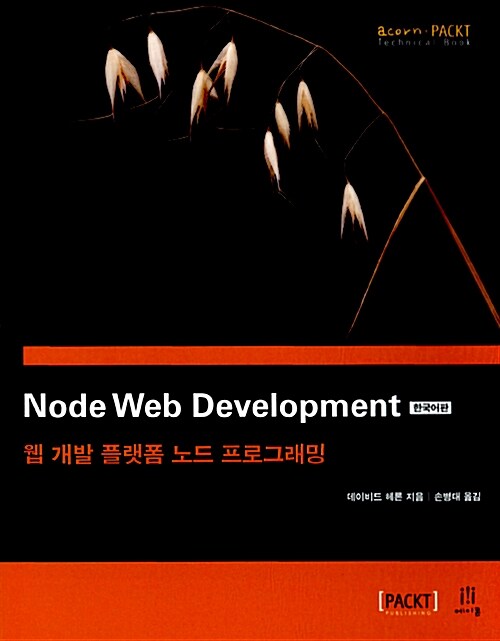 acorn·PACKT
Technical Book
Node Web Development 한국어판
웹 개발 플랫폼 노드 프로그래밍
데이비드 헤론 지음 | 손병대 옮김
[PACKT]
PUBLISHING
에이콘